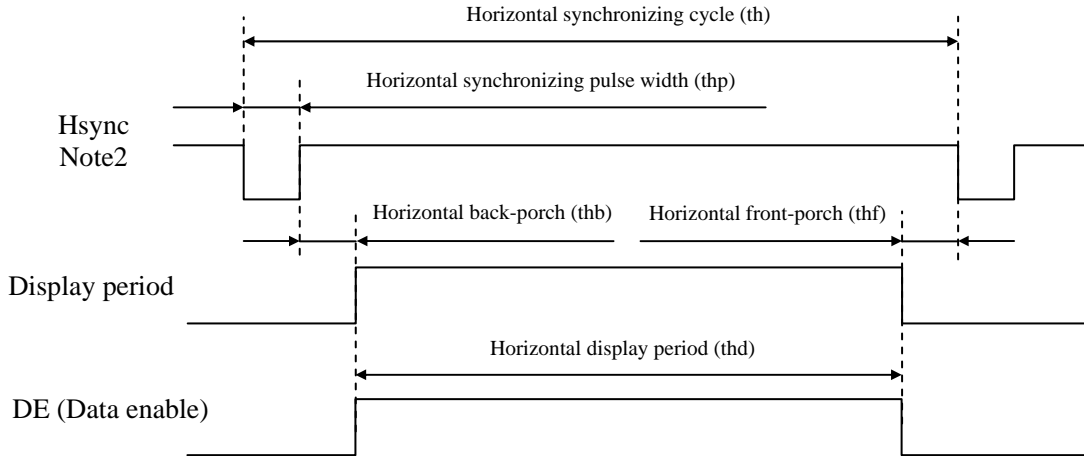 Horizontal synchronizing cycle (th)
Horizontal synchronizing pulse width (thp)
Hsync
Note2
Horizontal back-porch (thb)
Horizontal front-porch (thf)
Display period
Horizontal display period (thd)
DE (Data enable)